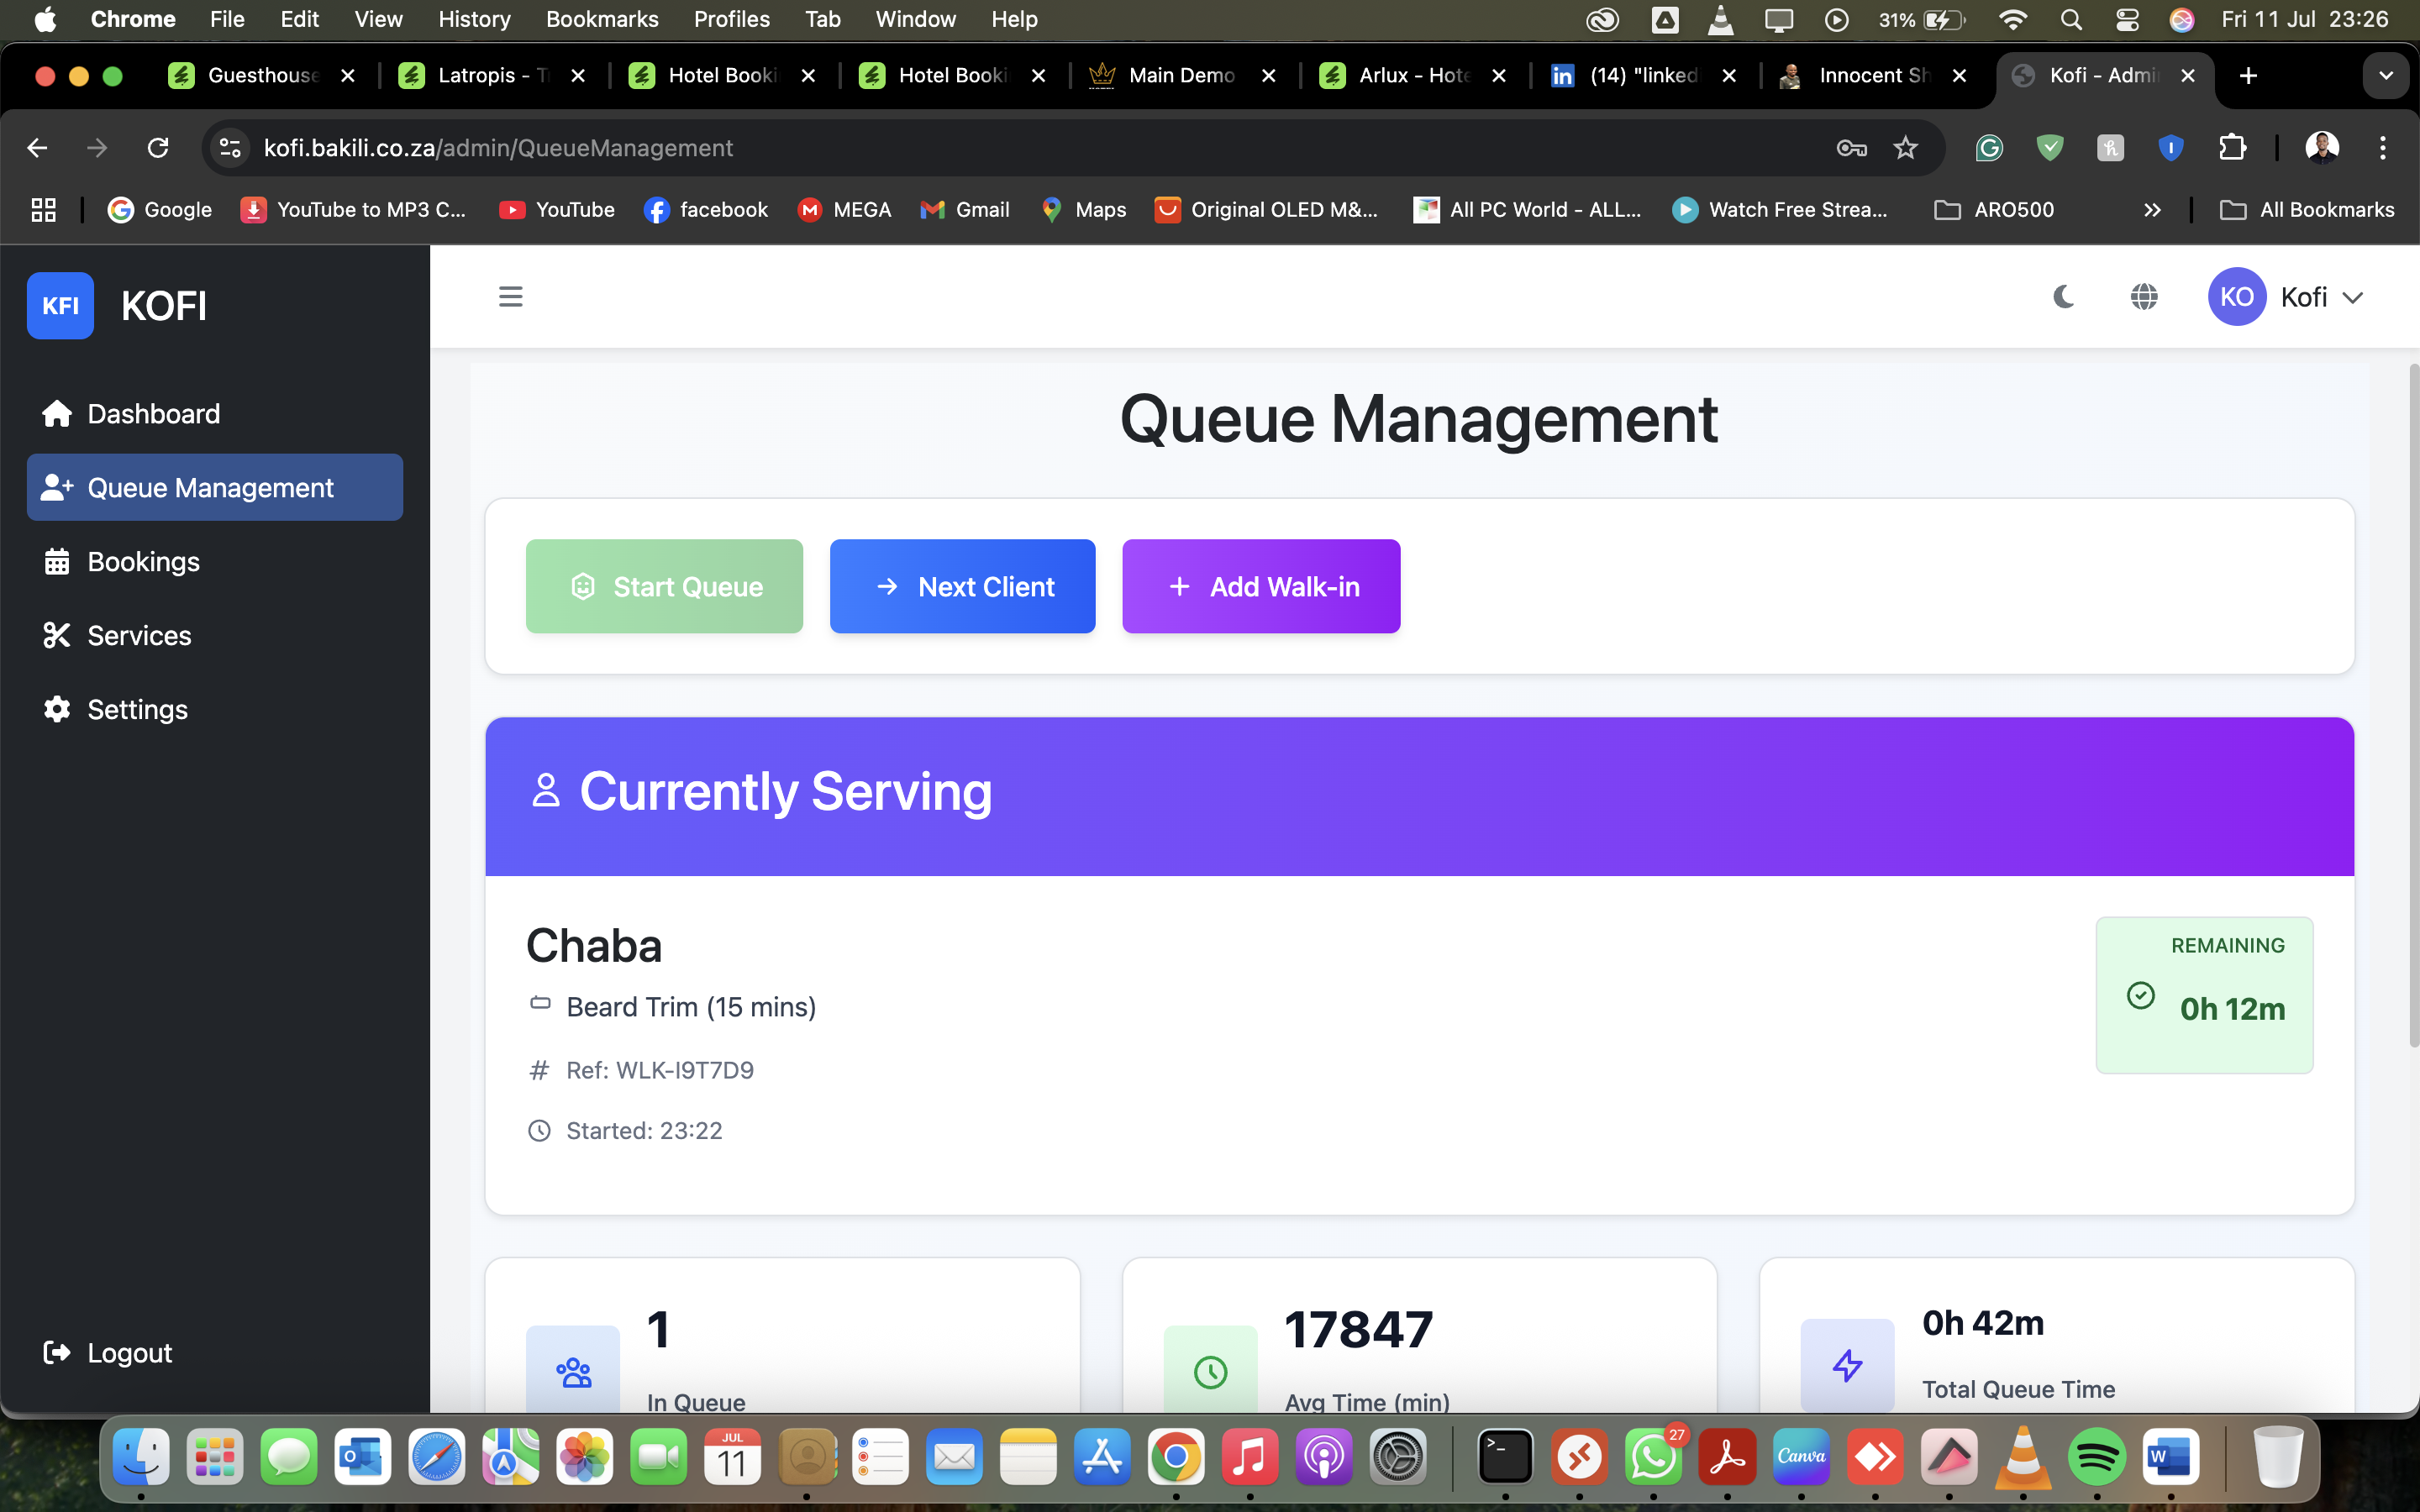 Chrome File Edit View History Bookmarks Profiles Tab Window Help 31% Fri 11 Jul 23:26
Guesthouse Latropis - T Hotel Booki Hotel Booki Main Demo Arlux - Hote (14) "linked Innocent Sh Kofi - Admi
kofi.bakili.co.za/admin/QueueManagement
Google YouTube to MP3 C... YouTube facebook MEGA Gmail Maps Original OLED M&... All PC World - ALL... Watch Free Strea... ARO500 All Bookmarks
KFI KOFI
KO Kofi
Dashboard
Queue Management
Bookings
Services
Settings
Logout
Queue Management
Start Queue Next Client Add Walk-in
Currently Serving
Chaba
Beard Trim (15 mins)
# Ref: WLK-I9T7D9
Started: 23:22
REMAINING
0h 12m
1
In Queue
17847
Avg Time (min)
0h 42m
Total Queue Time
JUL
11
27
Canva
W